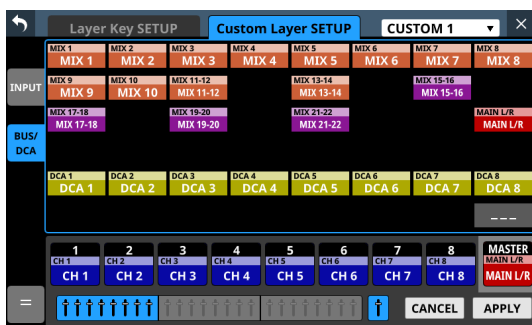 Layer Key SETUP Custom Layer SETUP CUSTOM 1 ▼ ×
MIX 1 MIX 2 MIX 3 MIX 4 MIX 5 MIX 6 MIX 7 MIX 8
MIX 1 MIX 2 MIX 3 MIX 4 MIX 5 MIX 6 MIX 7 MIX 8
INPUT
MIX 9 MIX 10 MIX 11-12 MIX 13-14 MIX 15-16
MIX 9 MIX 10 MIX 11-12 MIX 13-14 MIX 15-16
MIX 17-18 MIX 19-20 MIX 21-22 MAIN L/R
MIX 17-18 MIX 19-20 MIX 21-22 MAIN L/R
BUS/
DCA
DCA 1 DCA 2 DCA 3 DCA 4 DCA 5 DCA 6 DCA 7 DCA 8
DCA 1 DCA 2 DCA 3 DCA 4 DCA 5 DCA 6 DCA 7 DCA 8
---
1 2 3 4 5 6 7 8 MASTER
CH 1 CH 2 CH 3 CH 4 CH 5 CH 6 CH 7 CH 8 MAIN L/R
CH 1 CH 2 CH 3 CH 4 CH 5 CH 6 CH 7 CH 8 MAIN L/R
= CANCEL APPLY